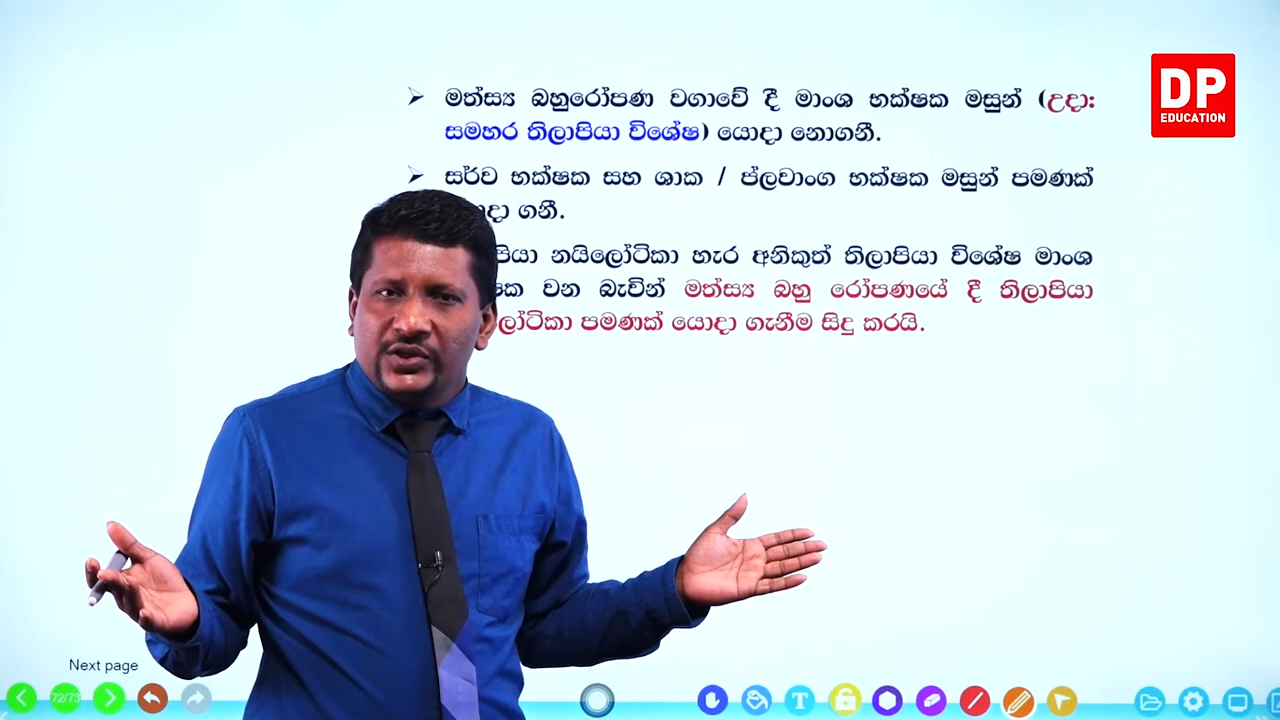 මත්ස්‍ය බහුරෝපණ වගාවේ දී මාංශ භක්ෂක මසුන් (උදා:
සමහර තිලාපියා විශේෂ) යොදා නොගනී.
සර්ව භක්ෂක සහ ශාක / ප්ලවාංග භක්ෂක මසුන් පමණක්
ගනී.
නයිලෝටිකා හැර අනිකුත් තිලාපියා විශේෂ මාංශ
වන බැවින් මත්ස්‍ය බහු රෝපණයේ දී තිලාපියා
පමණක් යොදා ගැනීම සිදු කරයි.
DP
EDUCATION
Next page
72/73
T